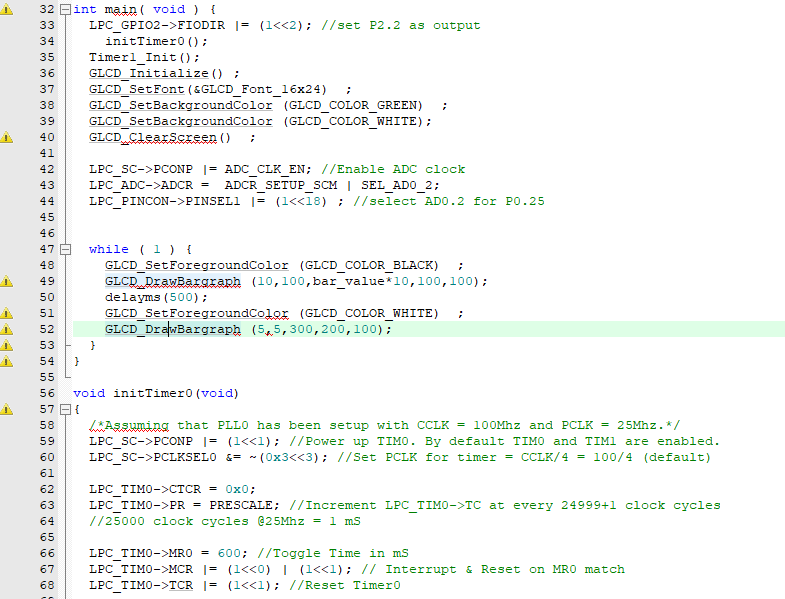 32 int main( void ) {
33 LPC_GPIO2->FIODIR |= (1<<2); //set P2.2 as output
34 initTimer0();
35 Timer1_Init();
36 GLCD_Initialize() ;
37 GLCD_SetFont(&GLCD_Font_16x24) ;
38 GLCD_SetBackgroundColor (GLCD_COLOR_GREEN) ;
39 GLCD_SetBackgroundColor (GLCD_COLOR_WHITE);
40 GLCD_ClearScreen() ;
41
42 LPC_SC->PCONP |= ADC_CLK_EN; //Enable ADC clock
43 LPC_ADC->ADCR = ADCR_SETUP_SCM | SEL_AD0_2;
44 LPC_PINCON->PINSEL1 |= (1<<18) ; //select AD0.2 for P0.25
45
46
47 while ( 1 ) {
48 GLCD_SetForegroundColor (GLCD_COLOR_BLACK) ;
49 GLCD_DrawBargraph (10,100,bar_value*10,100,100);
50 delayms(500);
51 GLCD_SetForegroundColor (GLCD_COLOR_WHITE) ;
52 GLCD_DrawBargraph (5,5,300,200,100);
53 }
54 }
55
56 void initTimer0(void)
57 {
58 /*Assuming that PLL0 has been setup with CCLK = 100Mhz and PCLK = 25Mhz.*/
59 LPC_SC->PCONP |= (1<<1); //Power up TIM0. By default TIM0 and TIM1 are enabled.
60 LPC_SC->PCLKSEL0 &= ~(0x3<<3); //Set PCLK for timer = CCLK/4 = 100/4 (default)
61
62 LPC_TIM0->CTCR = 0x0;
63 LPC_TIM0->PR = PRESCALE; //Increment LPC_TIM0->TC at every 24999+1 clock cycles
64 //25000 clock cycles @25Mhz = 1 mS
65
66 LPC_TIM0->MR0 = 600; //Toggle Time in mS
67 LPC_TIM0->MCR |= (1<<0) | (1<<1); // Interrupt & Reset on MR0 match
68 LPC_TIM0->TCR |= (1<<1); //Reset Timer0